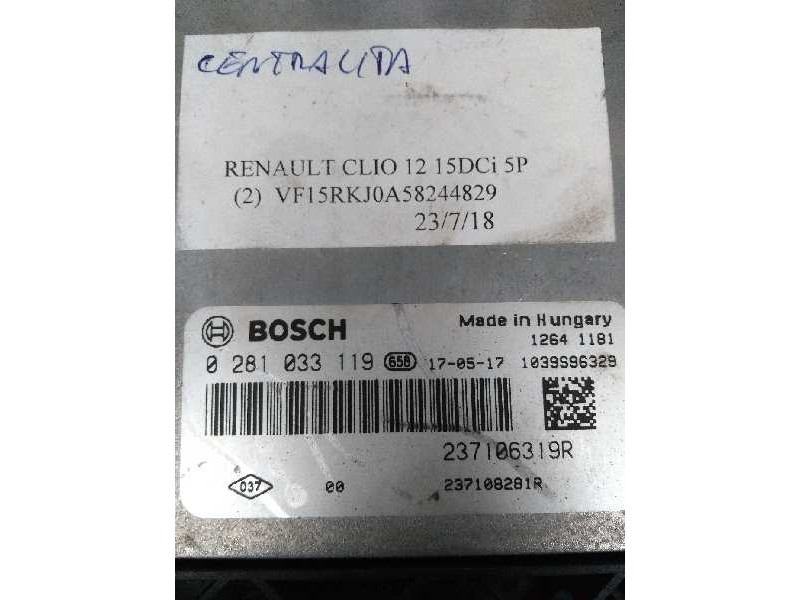 CENTRALITA
RENAULT CLIO 12 15DCi 5P
(2) VF15RKJ0A58244829
23/7/18
BOSCH
Made in Hungary
1264 1181
0 281 033 119 658 17-05-17 1039S96329
237106319R
037 00 237108281R